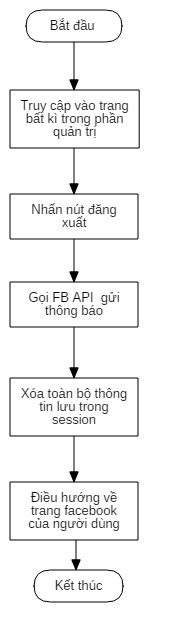 Bắt đầu
Truy cập vào trang
bất kì trong phần
quản trị
Nhấn nút đăng
xuất
Gọi FB API gửi
thông báo
Xóa toàn bộ thông
tin lưu trong
session
Điều hướng về
trang facebook
của người dùng
Kết thúc